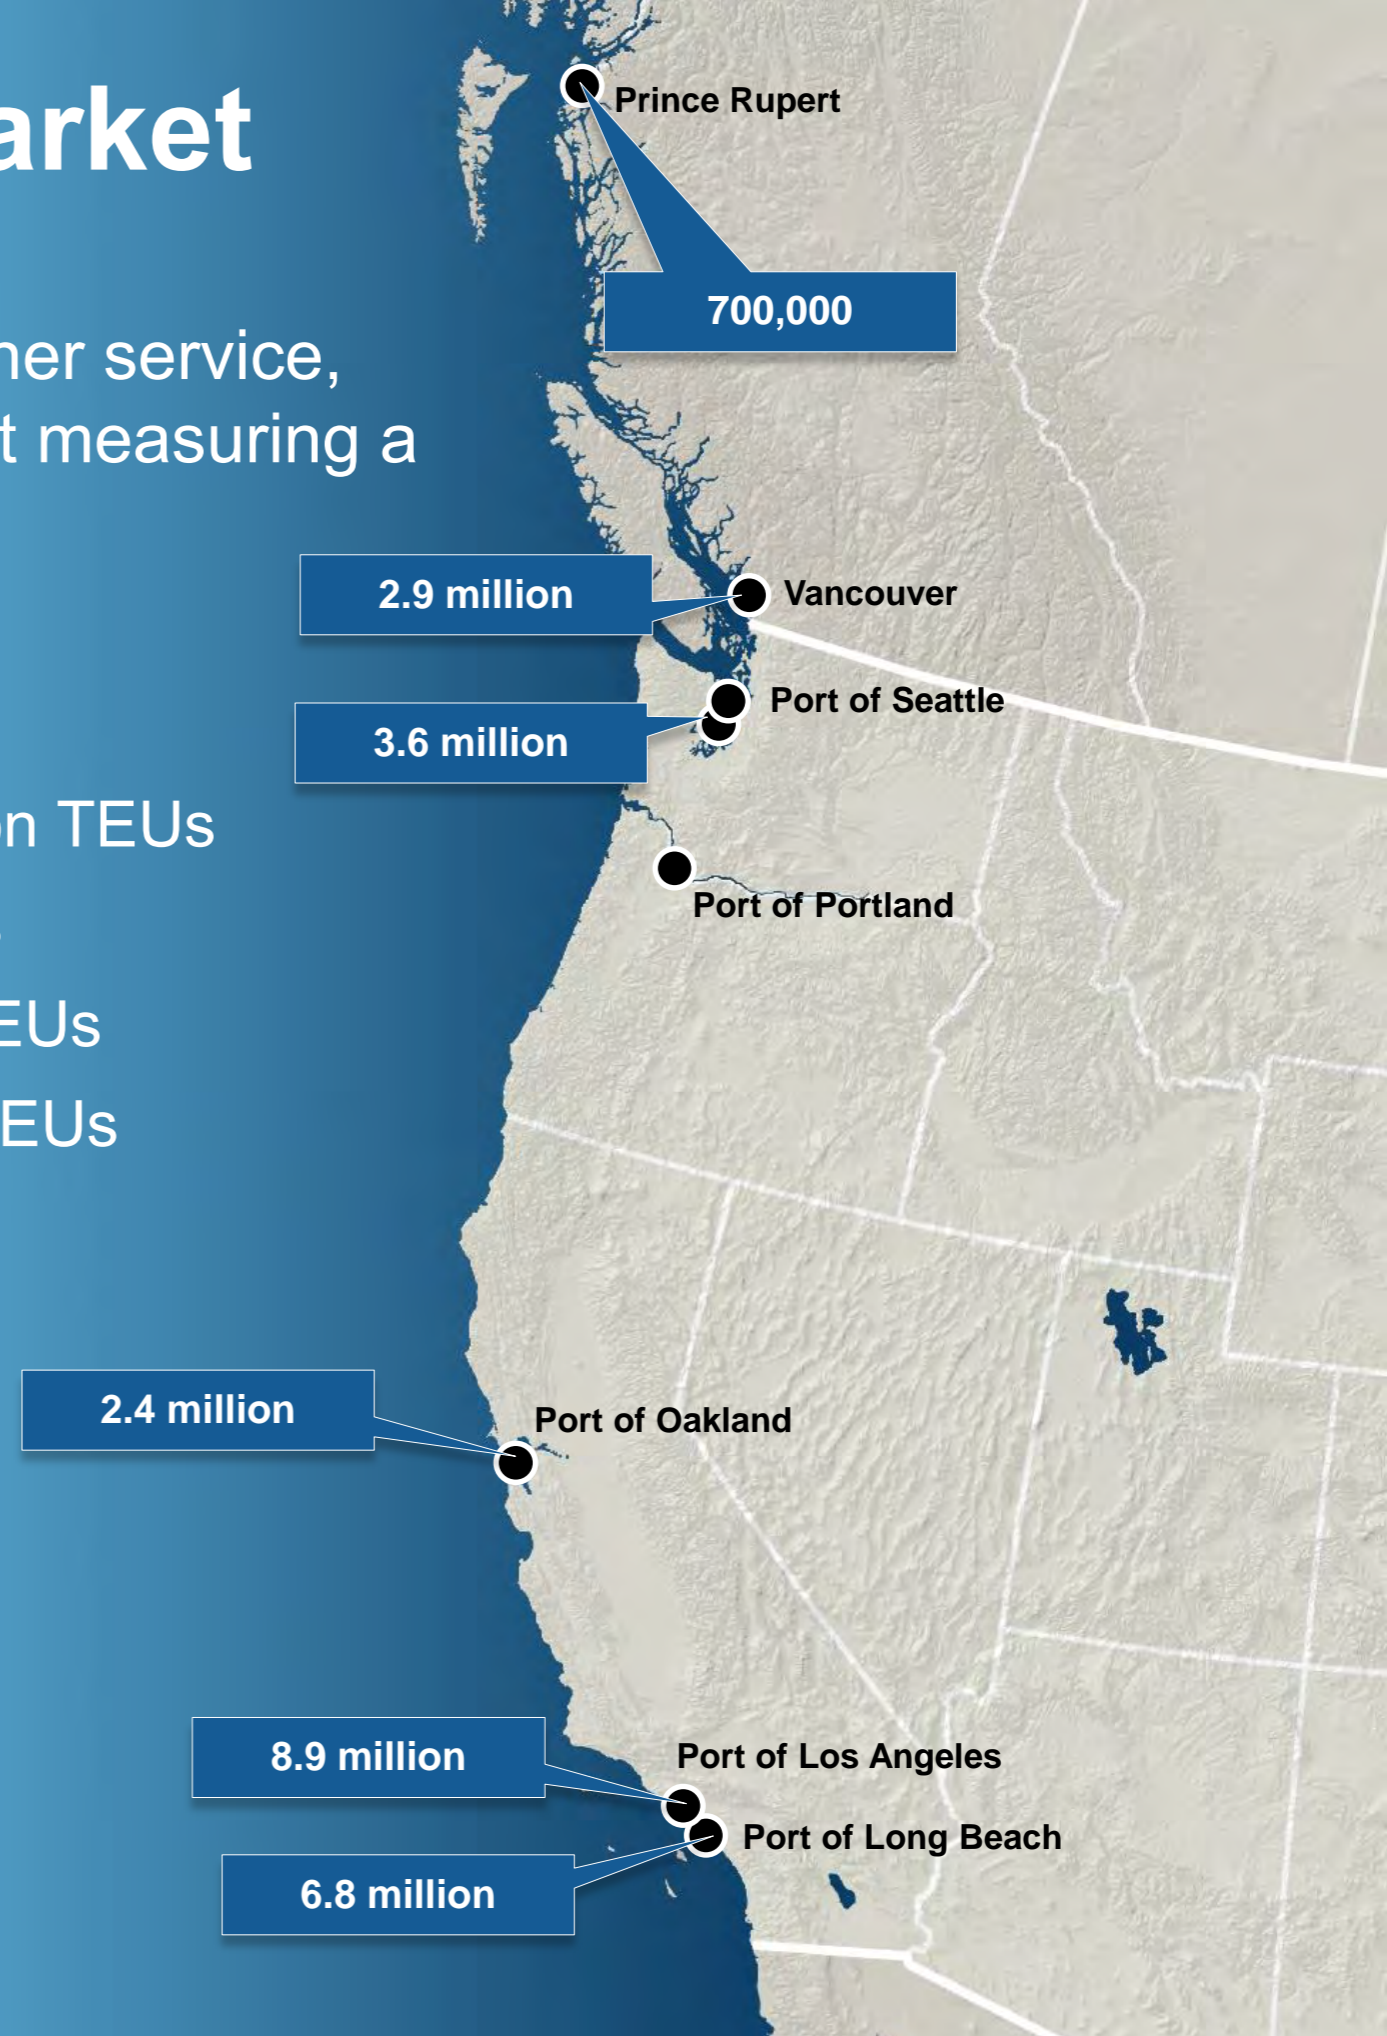 arket
ner service,
t measuring a
on TEUs
EUs
EUs
Prince Rupert
700,000
2.9 million
Vancouver
Port of Seattle
3.6 million
Port of Portland
2.4 million
Port of Oakland
8.9 million
Port of Los Angeles
Port of Long Beach
6.8 million